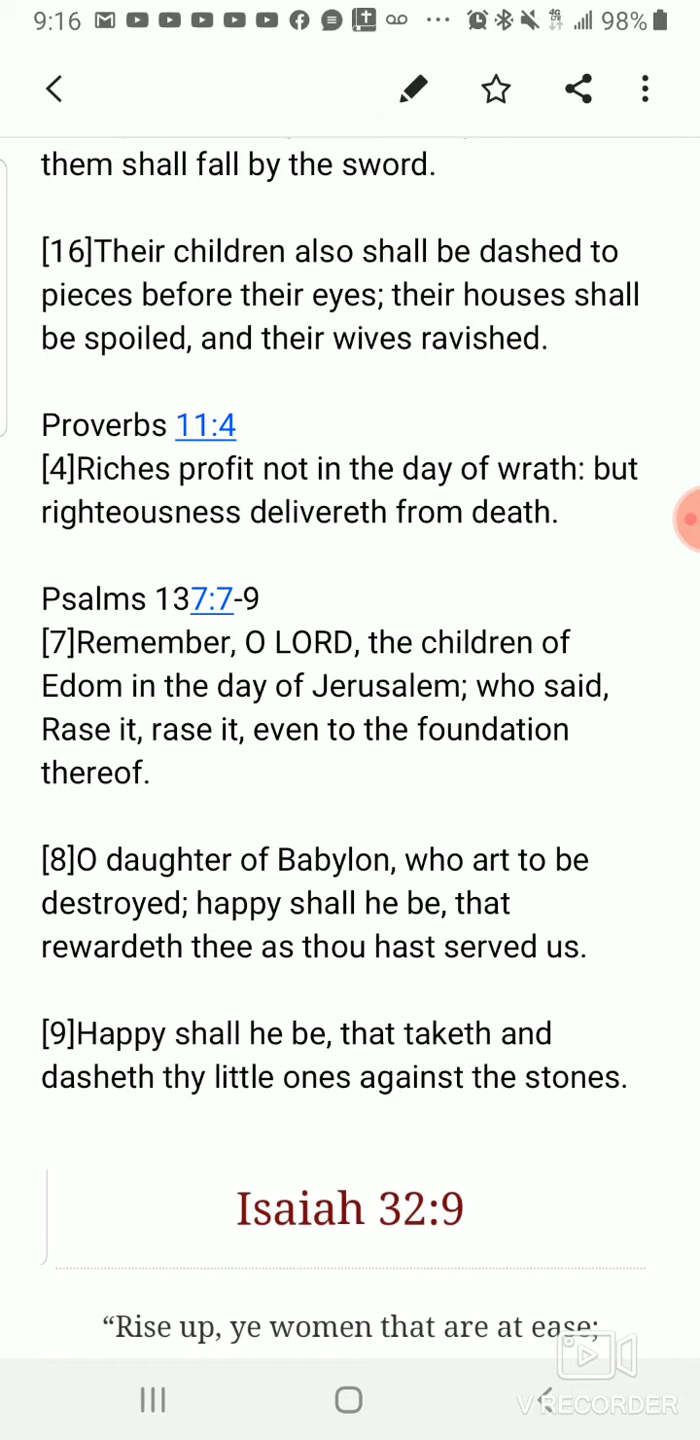 9:16 98%
them shall fall by the sword.
[16]Their children also shall be dashed to
pieces before their eyes; their houses shall
be spoiled, and their wives ravished.
Proverbs 11:4
[4]Riches profit not in the day of wrath: but
righteousness delivereth from death.
Psalms 137:7-9
[7]Remember, O LORD, the children of
Edom in the day of Jerusalem; who said,
Rase it, rase it, even to the foundation
thereof.
[8]O daughter of Babylon, who art to be
destroyed; happy shall he be, that
rewardeth thee as thou hast served us.
[9]Happy shall he be, that taketh and
dasheth thy little ones against the stones.
Isaiah 32:9
“Rise up, ye women that are at ease;
V RECORDER